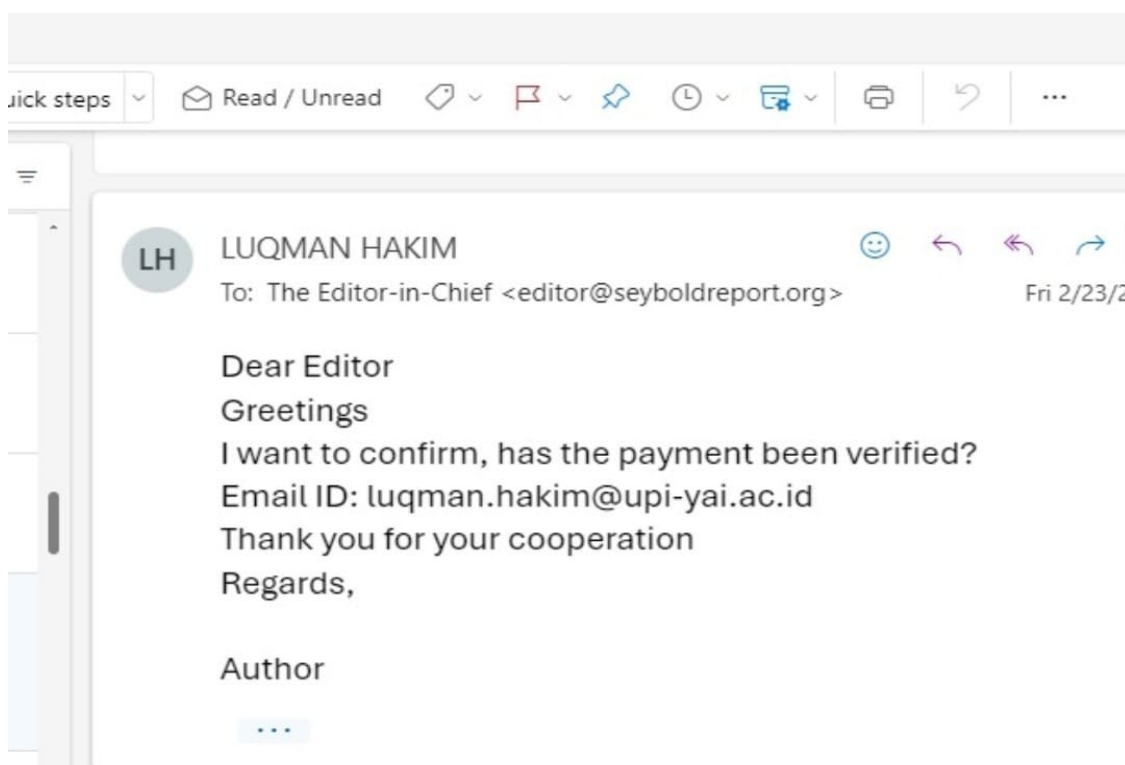 steps
Read / Unread
...
LH
LUQMAN HAKIM
To: The Editor-in-Chief <editor@seyboldreport.org>
Fri 2/23/2
Dear Editor
Greetings
I want to confirm, has the payment been verified?
Email ID: luqman.hakim@upi-yai.ac.id
Thank you for your cooperation
Regards,
Author
...